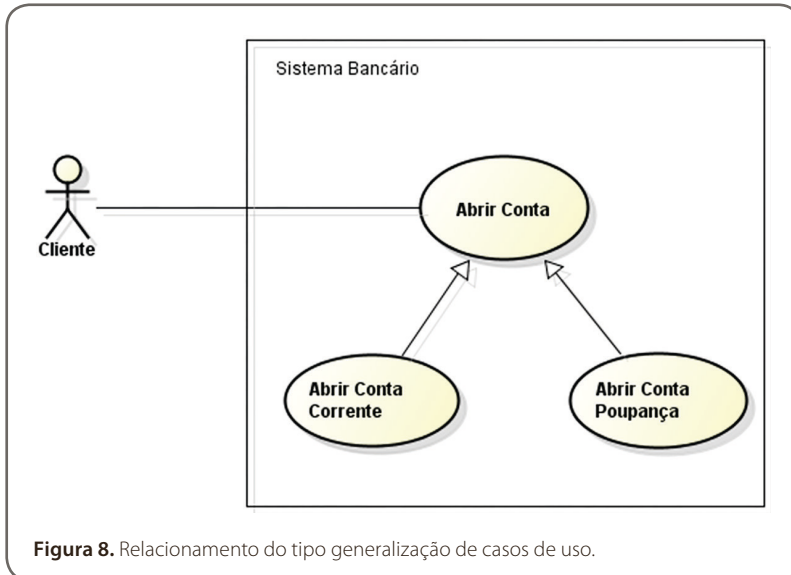 Sistema Bancário
Abrir Conta
Cliente
Abrir Conta
Corrente
Abrir Conta
Poupança
Figura 8. Relacionamento do tipo generalização de casos de uso.